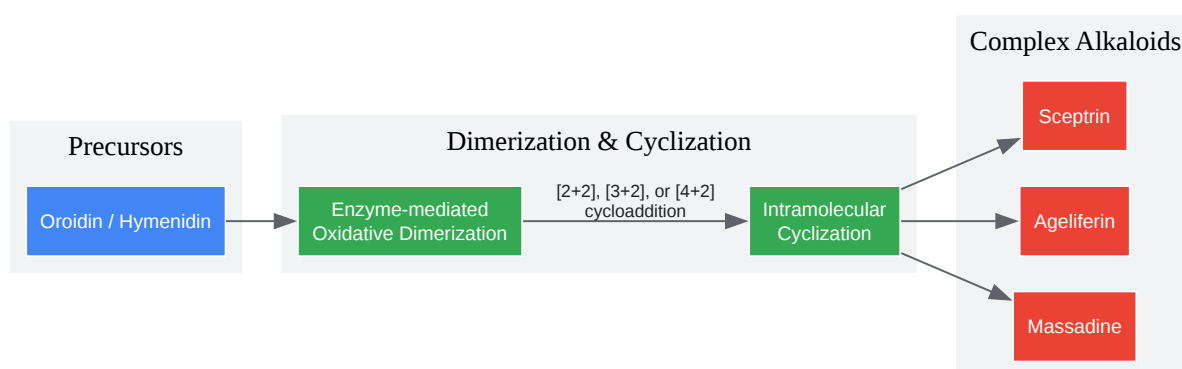 Precursors
Oroidin / Hymenidin
Dimerization & Cyclization
Enzyme-mediated
Oxidative Dimerization
[2+2], [3+2], or [4+2]
cycloaddition
Intramolecular
Cyclization
Complex Alkaloids
Sceptrin
Ageliferin
Massadine